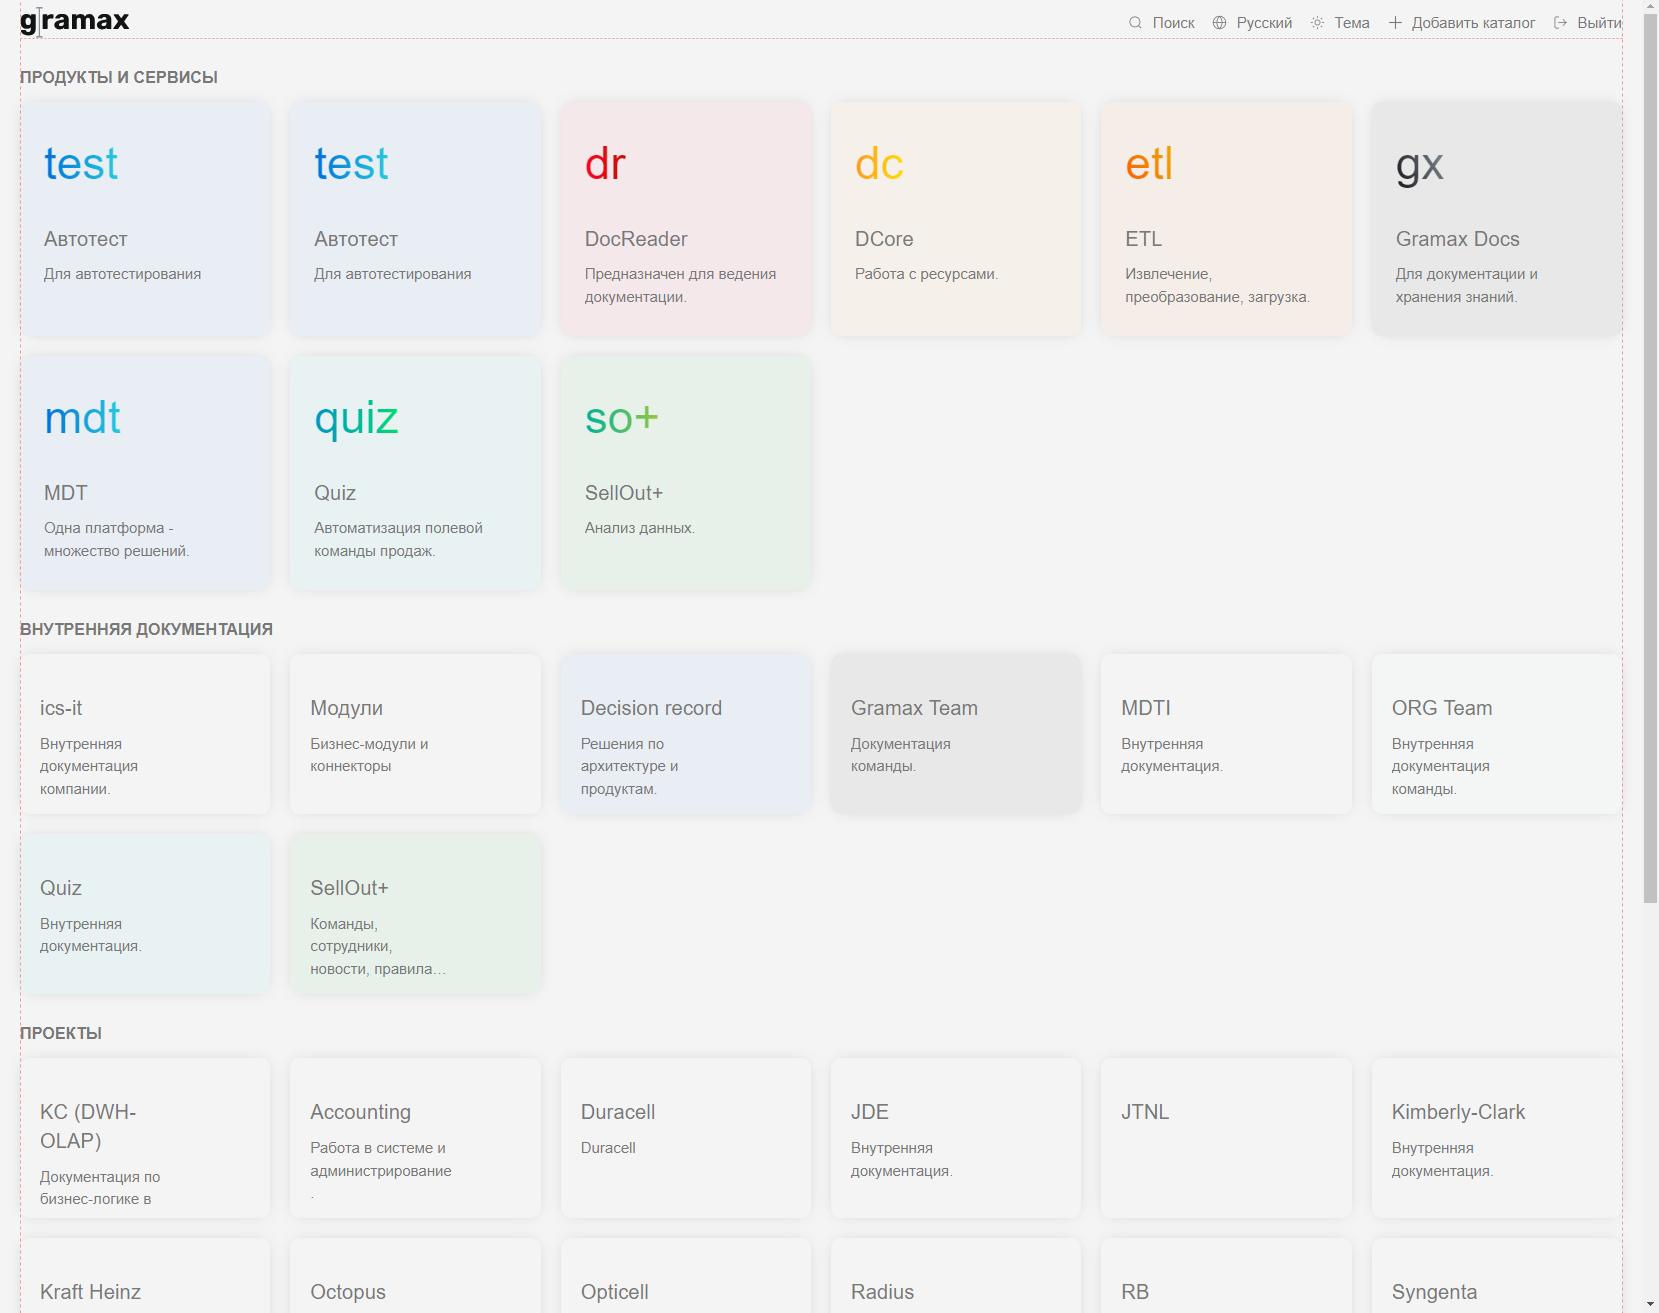 gramax
Поиск
Русский
Тема
Добавить каталог
Выйти
ПРОДУКТЫ И СЕРВИСЫ
test
Автотест
Для автотестирования
test
Автотест
Для автотестирования
dr
DocReader
Предназначен для ведения
документации.
dc
DCore
Работа с ресурсами.
etl
ETL
Извлечение,
преобразование, загрузка.
gx
Gramax Docs
Для документации и
хранения знаний.
mdt
MDT
Одна платформа -
множество решений.
quiz
Quiz
Автоматизация полевой
команды продаж.
so+
SellOut+
Анализ данных.
ВНУТРЕННЯЯ ДОКУМЕНТАЦИЯ
ics-it
Внутренняя
документация
компании.
Модули
Бизнес-модули и
коннекторы
Decision record
Решения по
архитектуре и
продуктам.
Gramax Team
Документация
команды.
MDTI
Внутренняя
документация.
ORG Team
Внутренняя
документация
команды.
Quiz
Внутренняя
документация.
SellOut+
Команды,
сотрудники,
новости, правила...
ПРОЕКТЫ
KC (DWH-
OLAP)
Документация по
бизнес-логике в
Accounting
Работа в системе и
администрирование
.
Duracell
Duracell
JDE
Внутренняя
документация.
JTNL
Kimberly-Clark
Внутренняя
документация.
Kraft Heinz
Octopus
Opticell
Radius
RB
Syngenta